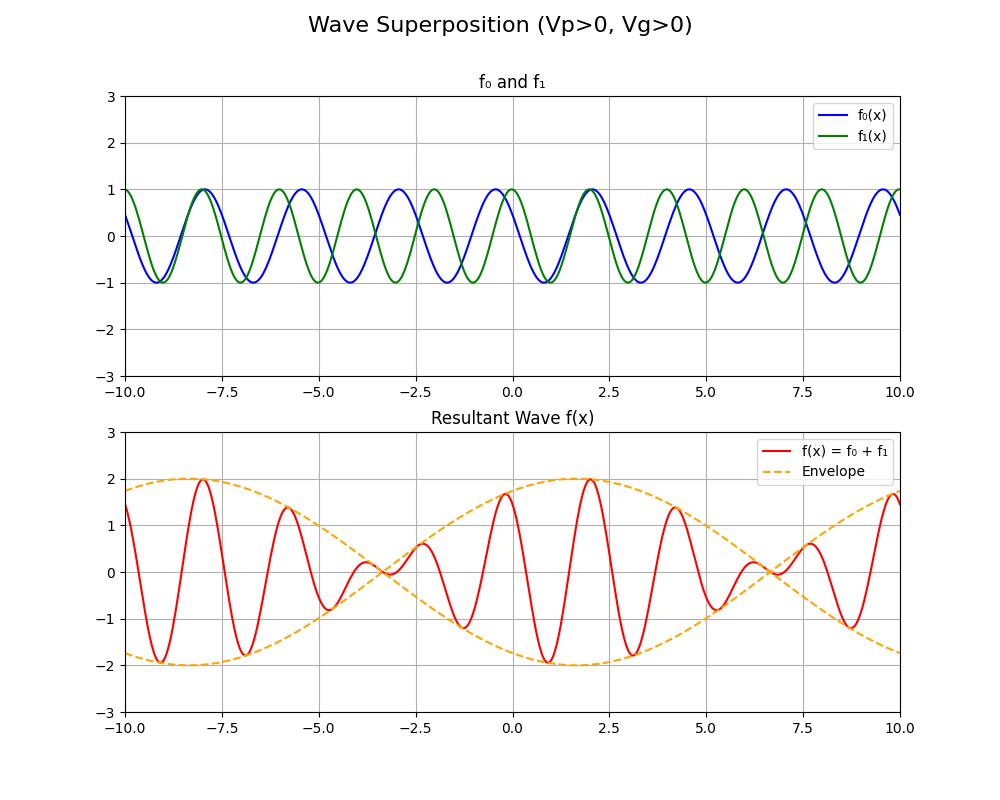 Wave Superposition (Vp>0, Vg>0)
f₀ and f₁
3
2
1
0
−1
−2
−3
f₀(x)
f₁(x)
−10.0 −7.5 −5.0 −2.5 0.0 2.5 5.0 7.5 10.0
Resultant Wave f(x)
3
2
1
0
−1
−2
−3
f(x) = f₀ + f₁
Envelope
−10.0 −7.5 −5.0 −2.5 0.0 2.5 5.0 7.5 10.0